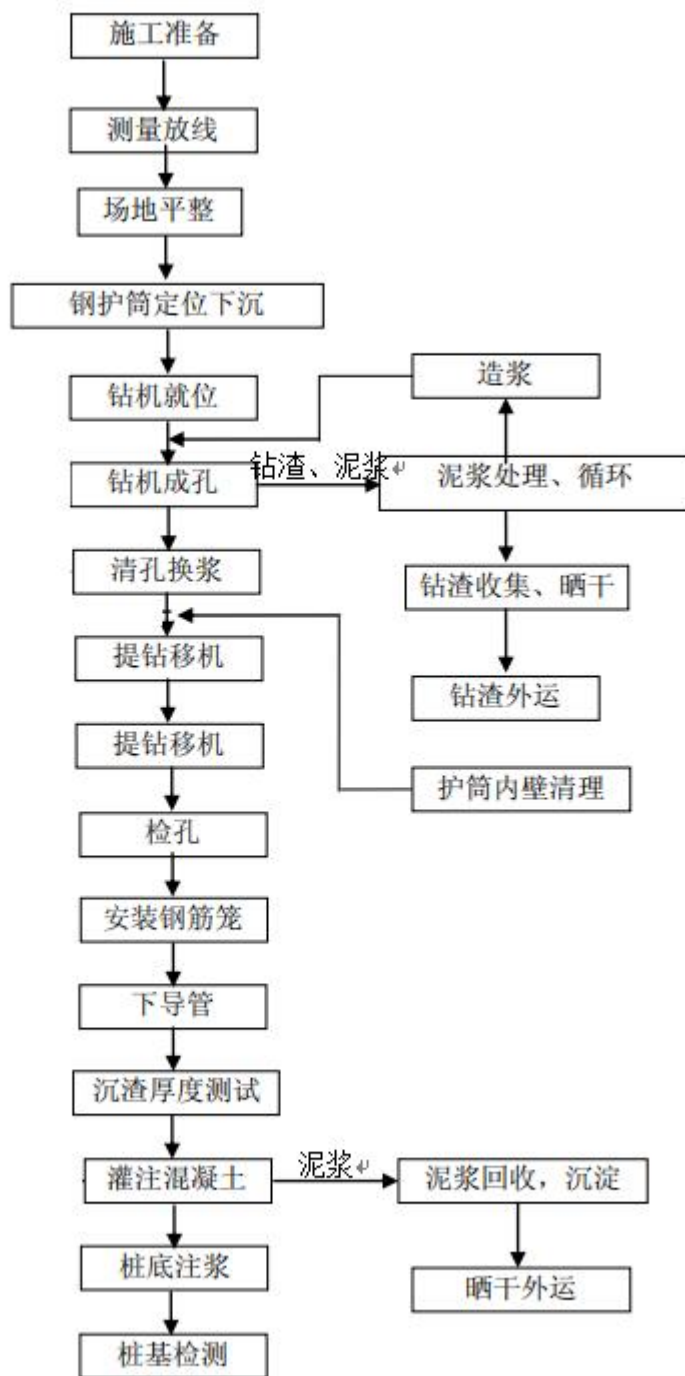 施工准备
测量放线
场地平整
钢护筒定位下沉
钻机就位
造浆
钻机成孔
钻渣、泥浆
泥浆处理、循环
清孔换浆
钻渣收集、晒干
提钻移机
钻渣外运
提钻移机
护筒内壁清理
检孔
安装钢筋笼
下导管
沉渣厚度测试
灌注混凝土
泥浆
泥浆回收，沉淀
桩底注浆
晒干外运
桩基检测